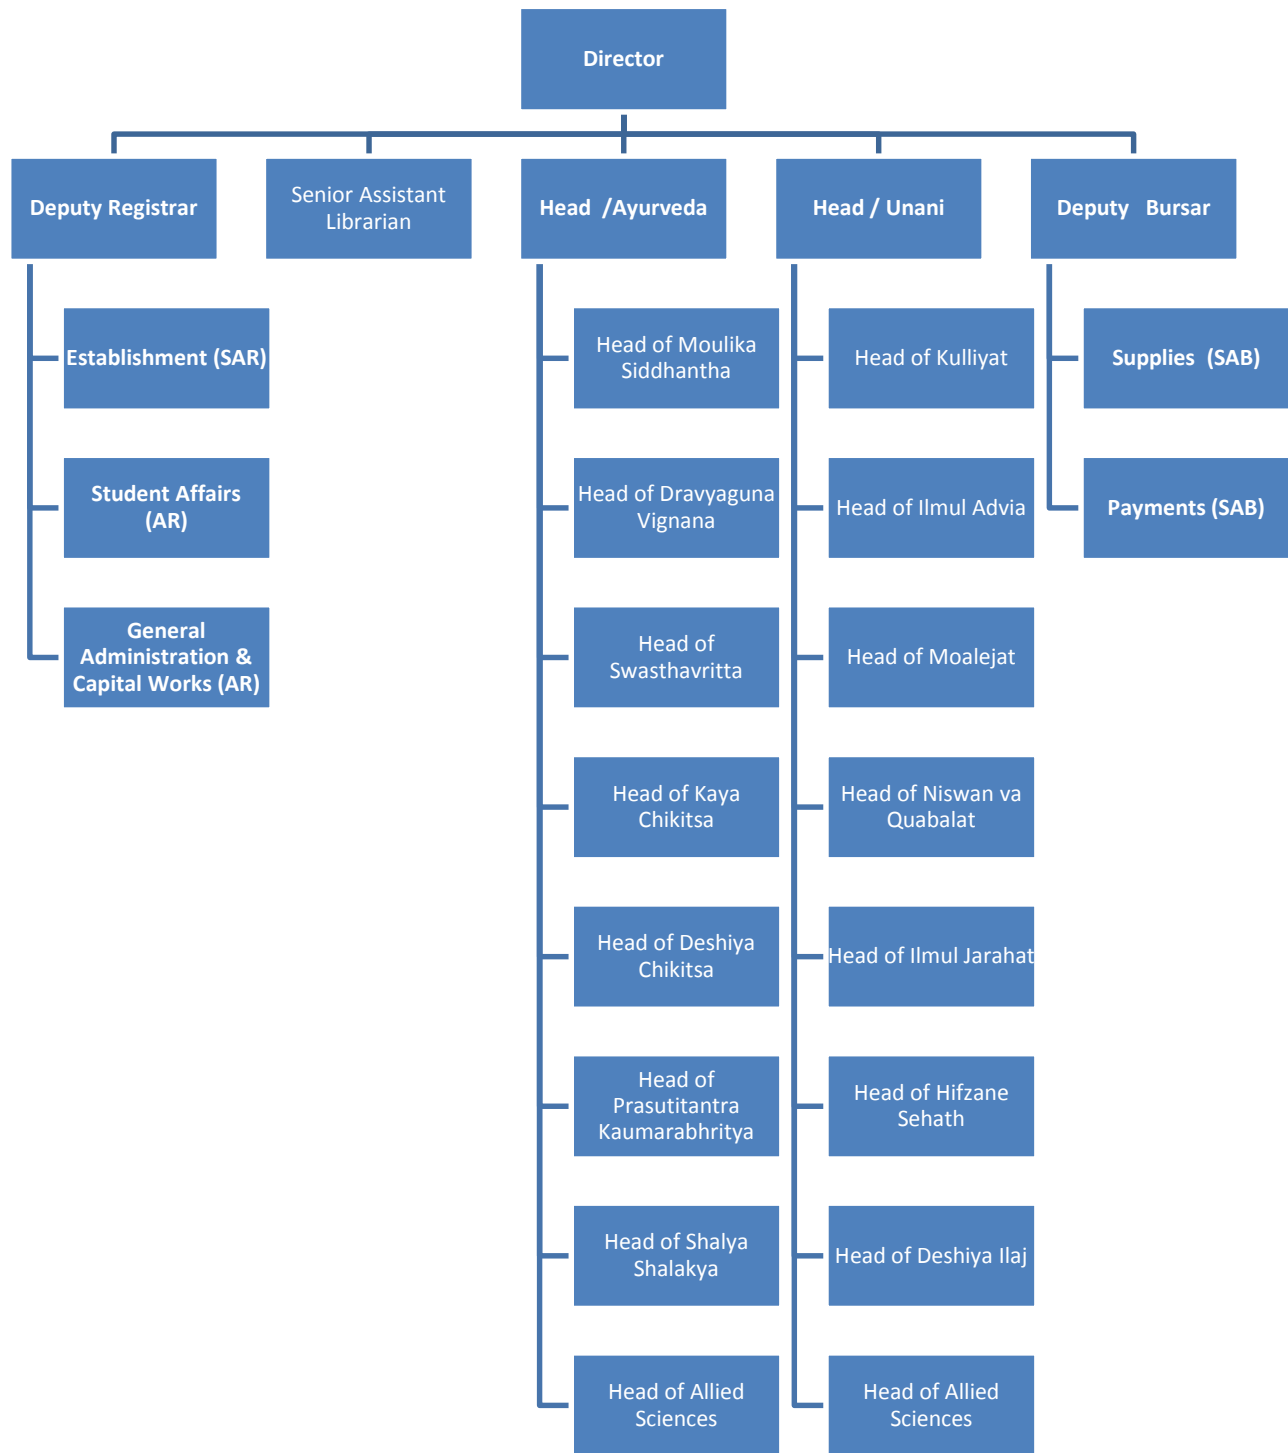 Director
Deputy Registrar
Senior Assistant
Librarian
Head /Ayurveda
Head / Unani
Deputy Bursar
Establishment (SAR)
Student Affairs
(AR)
General
Administration &
Capital Works (AR)
Head of Moulika
Siddhantha
Head of Dravyaguna
Vignana
Head of
Swasthavritta
Head of Kaya
Chikitsa
Head of Deshiya
Chikitsa
Head of
Prasutitantra
Kaumarabhritya
Head of Shalya
Shalakya
Head of Allied
Sciences
Head of Kulliyat
Head of Ilmul Advia
Head of Moalejat
Head of Niswan va
Quabalat
Head of Ilmul Jarahat
Head of Hifzane
Sehath
Head of Deshiya Ilaj
Head of Allied
Sciences
Supplies (SAB)
Payments (SAB)